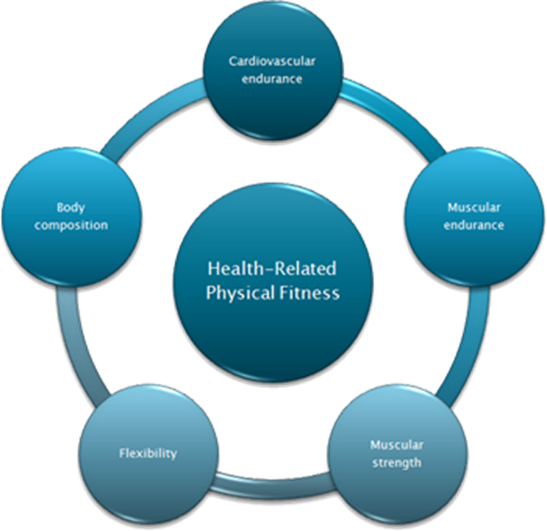 Cardiovascular
endurance
Body
composition
Muscular
endurance
Health-Related
Physical Fitness
Flexibility
Muscular
strength